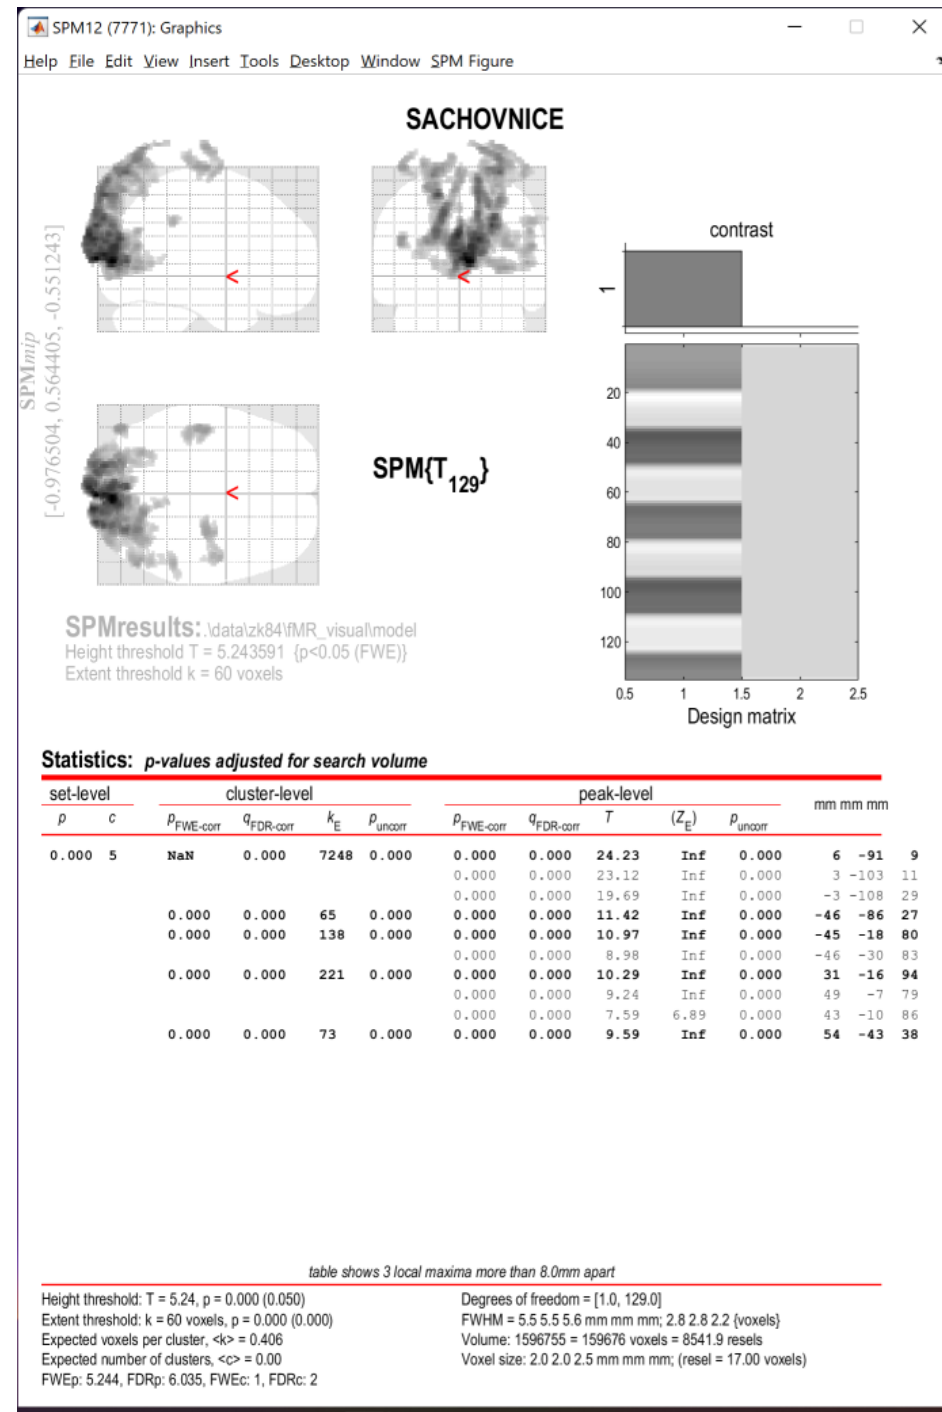 SPM12 (7771): Graphics
Help File Edit View Insert Tools Desktop Window SPM Figure
SACHOVNICE
SPMmip
[-0.976504, 0.564405, -0.551243]
<
<
<
SPM{T129}
contrast
1
20
40
60
80
100
120
0.5 1 1.5 2 2.5
Design matrix
SPMresults: .\data\zk84\fMR_visual\model
Height threshold T = 5.243591 {p<0.05 (FWE)}
Extent threshold k = 60 voxels
Statistics: p-values adjusted for search volume
set-level cluster-level peak-level mm mm mm
p c pFWE-corr qFDR-corr kE puncorr pFWE-corr qFDR-corr T (ZE) puncorr
0.000 5 NaN 0.000 7248 0.000 0.000 0.000 24.23 Inf 0.000 6 -91 9
0.000 0.000 23.12 Inf 0.000 3 -103 11
0.000 0.000 19.69 Inf 0.000 -3 -108 29
0.000 0.000 65 0.000 0.000 0.000 11.42 Inf 0.000 -46 -86 27
0.000 0.000 138 0.000 0.000 0.000 10.97 Inf 0.000 -45 -18 80
0.000 0.000 8.98 Inf 0.000 -46 -30 83
0.000 0.000 221 0.000 0.000 0.000 10.29 Inf 0.000 31 -16 94
0.000 0.000 9.24 Inf 0.000 49 -7 79
0.000 0.000 7.59 6.89 0.000 43 -10 86
0.000 0.000 73 0.000 0.000 0.000 9.59 Inf 0.000 54 -43 38
table shows 3 local maxima more than 8.0mm apart
Height threshold: T = 5.24, p = 0.000 (0.050)
Extent threshold: k = 60 voxels, p = 0.000 (0.000)
Expected voxels per cluster, <k> = 0.406
Expected number of clusters, <c> = 0.00
FWEp: 5.244, FDRp: 6.035, FWEc: 1, FDRc: 2
Degrees of freedom = [1.0, 129.0]
FWHM = 5.5 5.5 5.6 mm mm mm; 2.8 2.8 2.2 {voxels}
Volume: 1596755 = 159676 voxels = 8541.9 resels
Voxel size: 2.0 2.0 2.5 mm mm mm; (resel = 17.00 voxels)